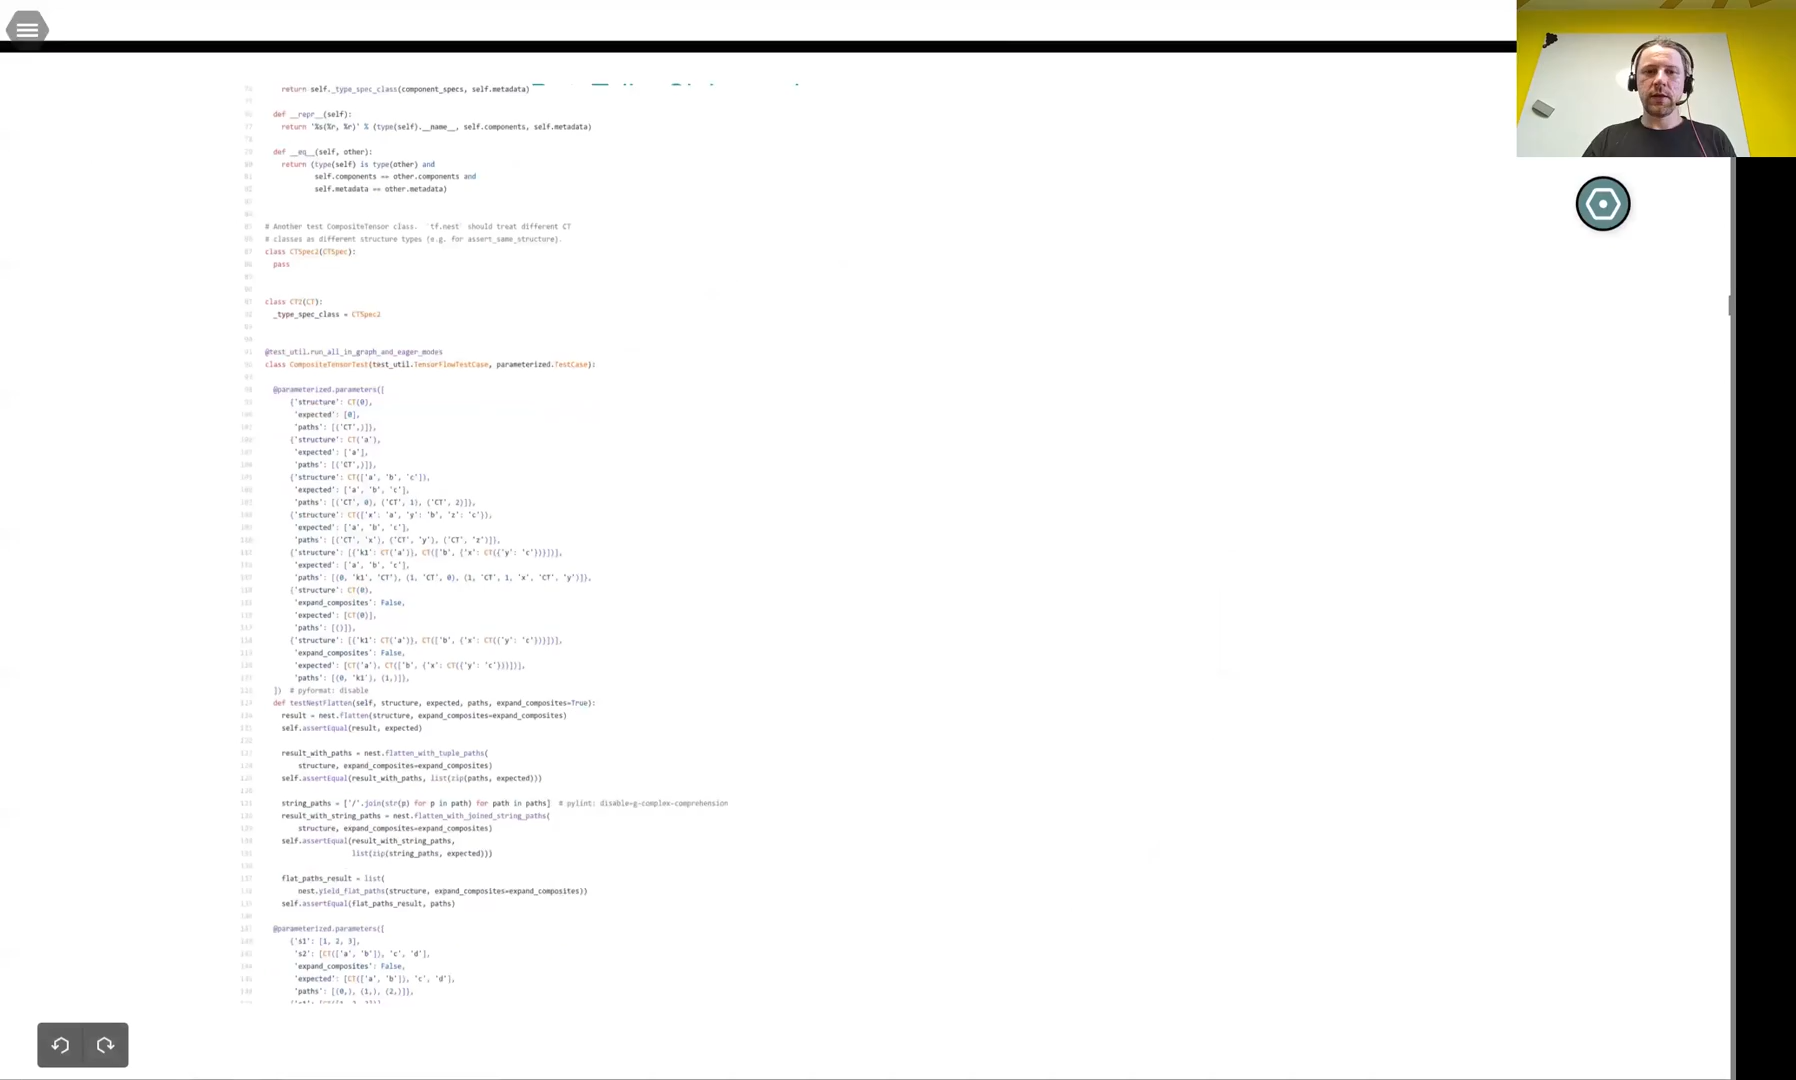 return self._type_spec_class(component_specs, self.metadata)
def __repr__(self):
return '%s(%r, %r)' % (type(self).__name__, self.components, self.metadata)
def __eq__(self, other):
return (type(self) is type(other) and
self.components == other.components and
self.metadata == other.metadata)
# Another test CompositeTensor class. `tf.nest` should treat different CT
# classes as different structure types (e.g. for assert_same_structure).
class CTSpec2(CTSpec):
pass
class CT2(CT):
_type_spec_class = CTSpec2
@test_util.run_all_in_graph_and_eager_modes
class CompositeTensorTest(test_util.TensorFlowTestCase, parameterized.TestCase):
@parameterized.parameters([
{'structure': CT(0),
'expected': [0],
'paths': [('CT',)]},
{'structure': CT('a'),
'expected': ['a'],
'paths': [('CT',)]},
{'structure': CT(['a', 'b', 'c']),
'expected': ['a', 'b', 'c'],
'paths': [('CT', 0), ('CT', 1), ('CT', 2)]},
{'structure': CT({'x': 'a', 'y': 'b', 'z': 'c'}),
'expected': ['a', 'b', 'c'],
'paths': [('CT', 'x'), ('CT', 'y'), ('CT', 'z')]},
{'structure': [{'k1': CT('a')}, CT(['b', {'x': CT({'y': 'c'})}])],
'expected': ['a', 'b', 'c'],
'paths': [(0, 'k1', 'CT'), (1, 'CT', 0), (1, 'CT', 1, 'x', 'CT', 'y')]},
{'structure': CT(0),
'expand_composites': False,
'expected': [CT(0)],
'paths': [()]},
{'structure': [{'k1': CT('a')}, CT(['b', {'x': CT({'y': 'c'})}])],
'expand_composites': False,
'expected': [CT('a'), CT(['b', {'x': CT({'y': 'c'})}])],
'paths': [(0, 'k1'), (1,)]},
]) # pyformat: disable
def testNestFlatten(self, structure, expected, paths, expand_composites=True):
result = nest.flatten(structure, expand_composites=expand_composites)
self.assertEqual(result, expected)
result_with_paths = nest.flatten_with_tuple_paths(
structure, expand_composites=expand_composites)
self.assertEqual(result_with_paths, list(zip(paths, expected)))
string_paths = ['/'.join(str(p) for p in path) for path in paths] # pylint: disable=g-complex-comprehension
result_with_string_paths = nest.flatten_with_joined_string_paths(
structure, expand_composites=expand_composites)
self.assertEqual(result_with_string_paths,
list(zip(string_paths, expected)))
flat_paths_result = list(
nest.yield_flat_paths(structure, expand_composites=expand_composites))
self.assertEqual(flat_paths_result, paths)
@parameterized.parameters([
{'s1': [1, 2, 3],
's2': [CT(['a', 'b']), 'c', 'd'],
'expand_composites': False,
'expected': [CT(['a', 'b']), 'c', 'd'],
'paths': [(0,), (1,), (2,)]},